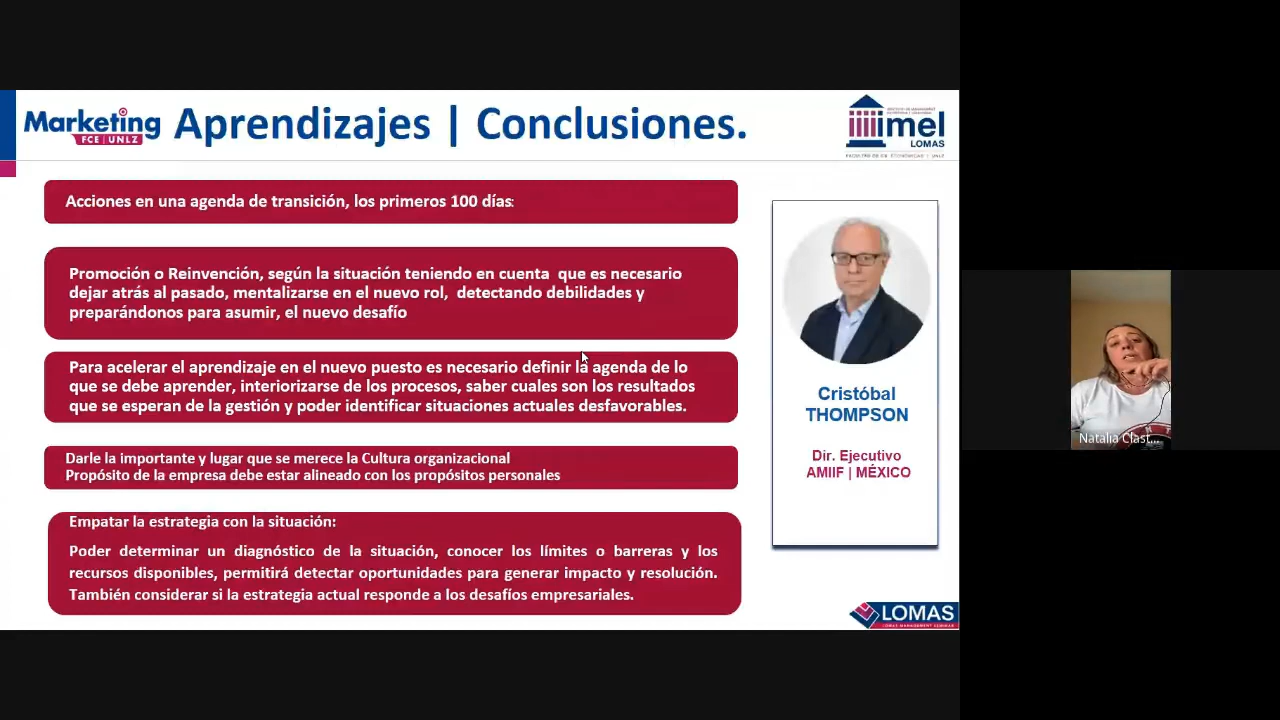 Marketing
FCE | UNLZ
Aprendizajes | Conclusiones.
imel
LOMAS
Acciones en una agenda de transición, los primeros 100 días:
Promoción o Reinvención, según la situación teniendo en cuenta que es necesario
dejar atrás al pasado, mentalizarse en el nuevo rol, detectando debilidades y
preparándonos para asumir, el nuevo desafío
Para acelerar el aprendizaje en el nuevo puesto es necesario definir la agenda de lo
que se debe aprender, interiorizarse de los procesos, saber cuales son los resultados
que se esperan de la gestión y poder identificar situaciones actuales desfavorables.
Darle la importante y lugar que se merece la Cultura organizacional
Propósito de la empresa debe estar alineado con los propósitos personales
Empatar la estrategia con la situación:
Poder determinar un diagnóstico de la situación, conocer los límites o barreras y los
recursos disponibles, permitirá detectar oportunidades para generar impacto y resolución.
También considerar si la estrategia actual responde a los desafíos empresariales.
Cristóbal
THOMPSON
Dir. Ejecutivo
AMIIF | MÉXICO
LOMAS
LOMAS MANAGEMENT SEMINAR
Natalia Clast...